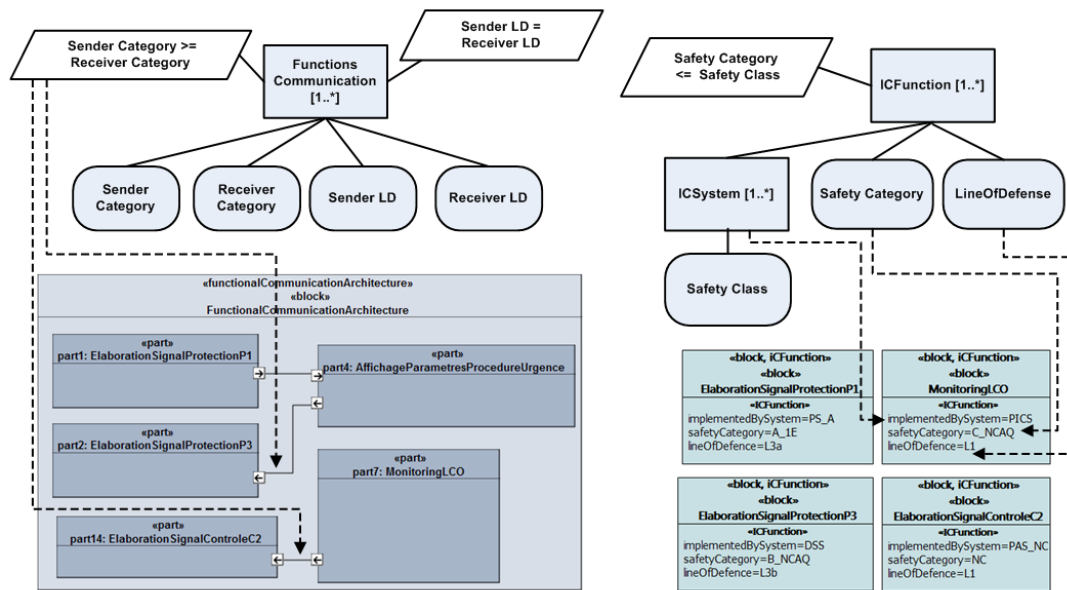 Sender Category >=
Receiver Category
Sender LD =
Receiver LD
Functions
Communication
[1..*]
Sender
Category
Receiver
Category
Sender LD
Receiver LD
Safety Category
<= Safety Class
ICFunction [1..*]
ICSystem [1..*]
Safety Category
LineOfDefense
Safety Class
«functionalCommunicationArchitecture»
«block»
FunctionalCommunicationArchitecture
«part»
part1: ElaborationSignalProtectionP1
«part»
part4: AffichageParametresProcedureUrgence
«part»
part2: ElaborationSignalProtectionP3
«part»
part7: MonitoringLCO
«part»
part14: ElaborationSignalControleC2
«block, iCFunction»
«block»
ElaborationSignalProtectionP1
«ICFunction»
implementedBySystem=PS_A
safetyCategory=A_1E
lineOfDefence=L3a
«block, iCFunction»
«block»
MonitoringLCO
«ICFunction»
implementedBySystem=PICS
safetyCategory=C_NCAQ
lineOfDefence=L1
«block, iCFunction»
«block»
ElaborationSignalProtectionP3
«ICFunction»
implementedBySystem=DSS
safetyCategory=B_NCAQ
lineOfDefence=L3b
«block, iCFunction»
«block»
ElaborationSignalControleC2
«ICFunction»
implementedBySystem=PAS_NC
safetyCategory=NC
lineOfDefence=L1